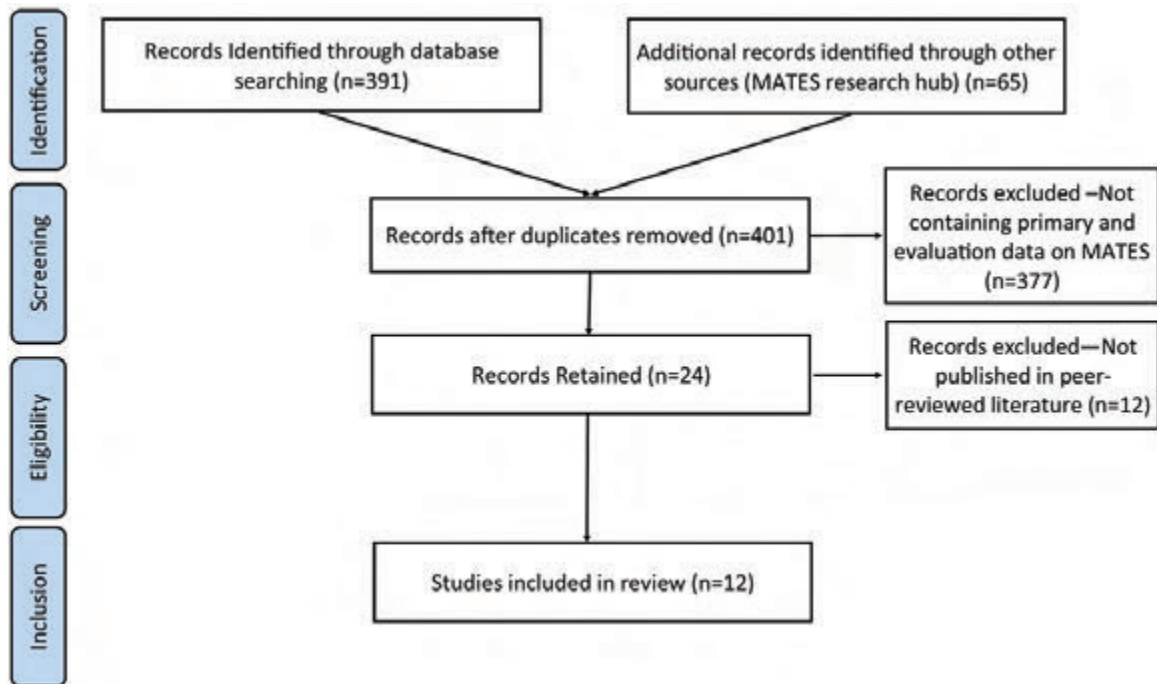 Identification
Records Identified through database
searching (n=391)
Additional records identified through other
sources (MATES research hub) (n=65)
Screening
Records after duplicates removed (n=401)
Records excluded –Not
containing primary and
evaluation data on MATES
(n=377)
Eligibility
Records Retained (n=24)
Records excluded—Not
published in peer-
reviewed literature (n=12)
Inclusion
Studies included in review (n=12)